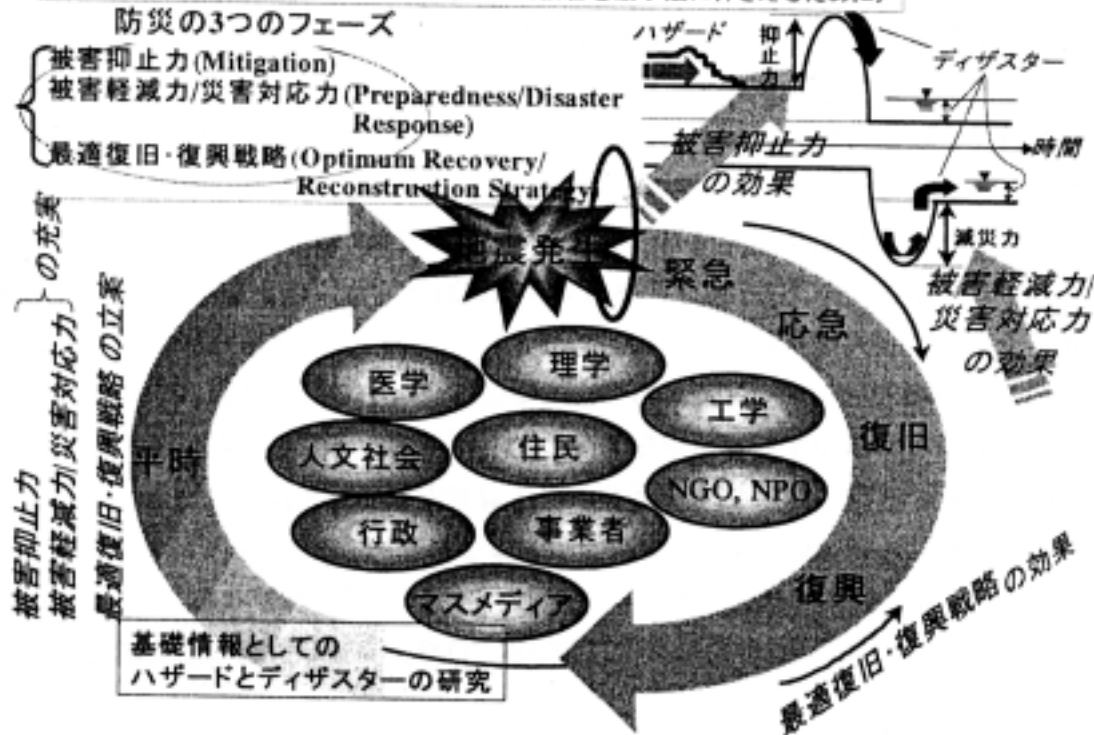 防災の3つのフェーズ
被害抑止力(Mitigation)
被害軽減力/災害対応力(Preparedness/Disaster
Response)
最適復旧・復興戦略(Optimum Recovery/
Reconstruction Strategy)
ハザード
抑止力
ディザスター
時間
被害抑止力
の効果
減災力
被害軽減力/
災害対応力
の効果
地震発生
緊急
応急
復旧
復興
平時
被害抑止力
被害軽減力/災害対応力
の充実
最適復旧・復興戦略の立案
医学
理学
工学
人文社会
住民
NGO, NPO
行政
事業者
マスメディア
基礎情報としての
ハザードとディザスターの研究
最適復旧・復興戦略の効果